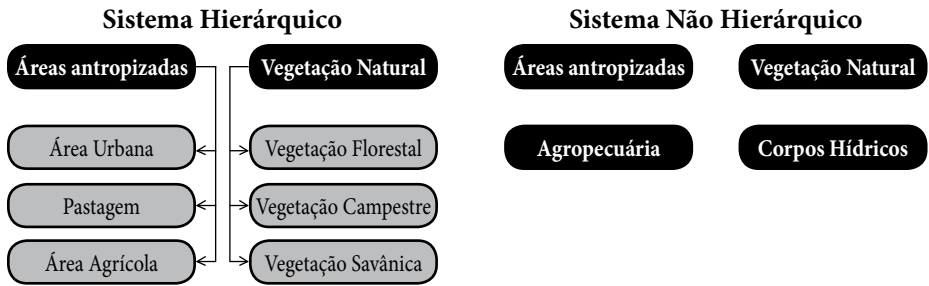 Sistema Hierárquico
Áreas antropizadas
Vegetação Natural
Área Urbana
Vegetação Florestal
Pastagem
Vegetação Campestre
Área Agrícola
Vegetação Savânica
Sistema Não Hierárquico
Áreas antropizadas
Vegetação Natural
Agropecuária
Corpos Hídricos